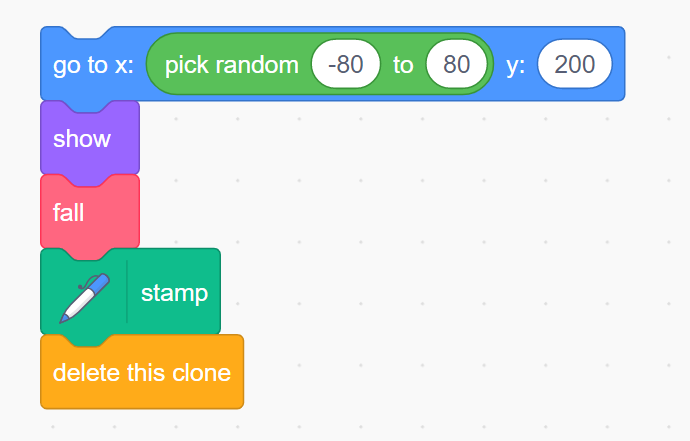 go to x: pick random -80 to 80 y: 200
show
fall
stamp
delete this clone